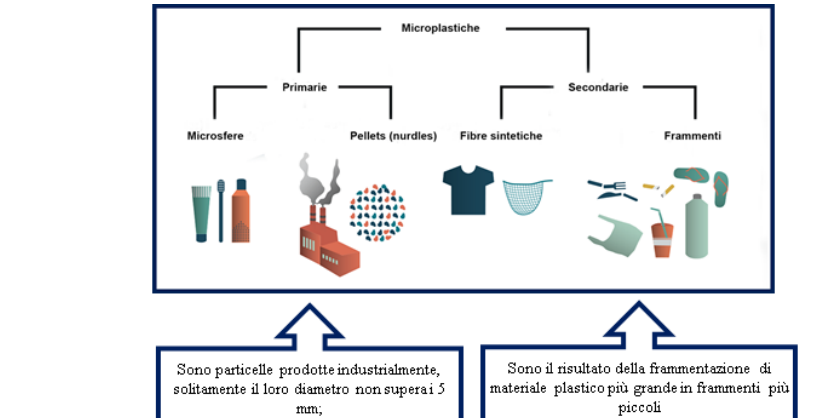 Microplastiche
Primarie
Secondarie
Microsfere
Pellets (nurdles)
Fibre sintetiche
Frammenti
Sono particelle prodotte industrialmente,
solitamente il loro diametro non supera i 5
mm;
Sono il risultato della frammentazione di
materiale plastico più grande in frammenti più
piccoli